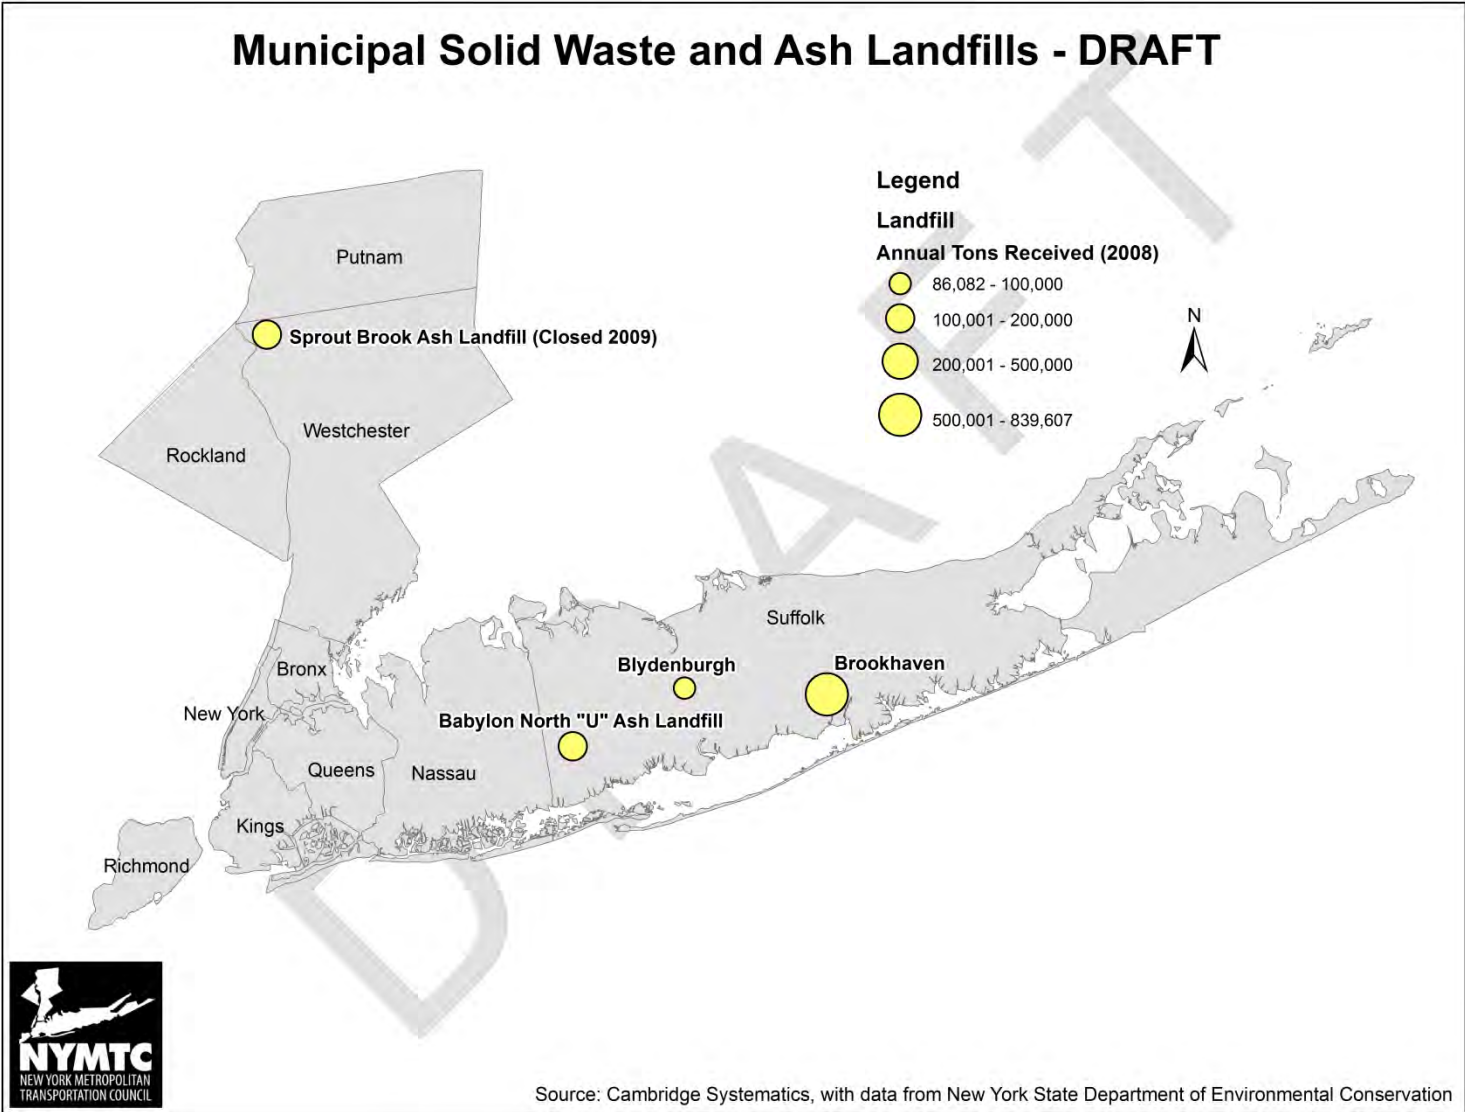 Municipal Solid Waste and Ash Landfills - DRAFT
Legend
Landfill
Annual Tons Received (2008)
86,082 - 100,000
100,001 - 200,000
200,001 - 500,000
500,001 - 839,607
N
Putnam
Sprout Brook Ash Landfill (Closed 2009)
Westchester
Rockland
Suffolk
Blydenburgh
Brookhaven
Bronx
New York
Babylon North "U" Ash Landfill
Queens
Nassau
Kings
Richmond
DRAFT
NYMTC
NEW YORK METROPOLITAN
TRANSPORTATION COUNCIL
Source: Cambridge Systematics, with data from New York State Department of Environmental Conservation